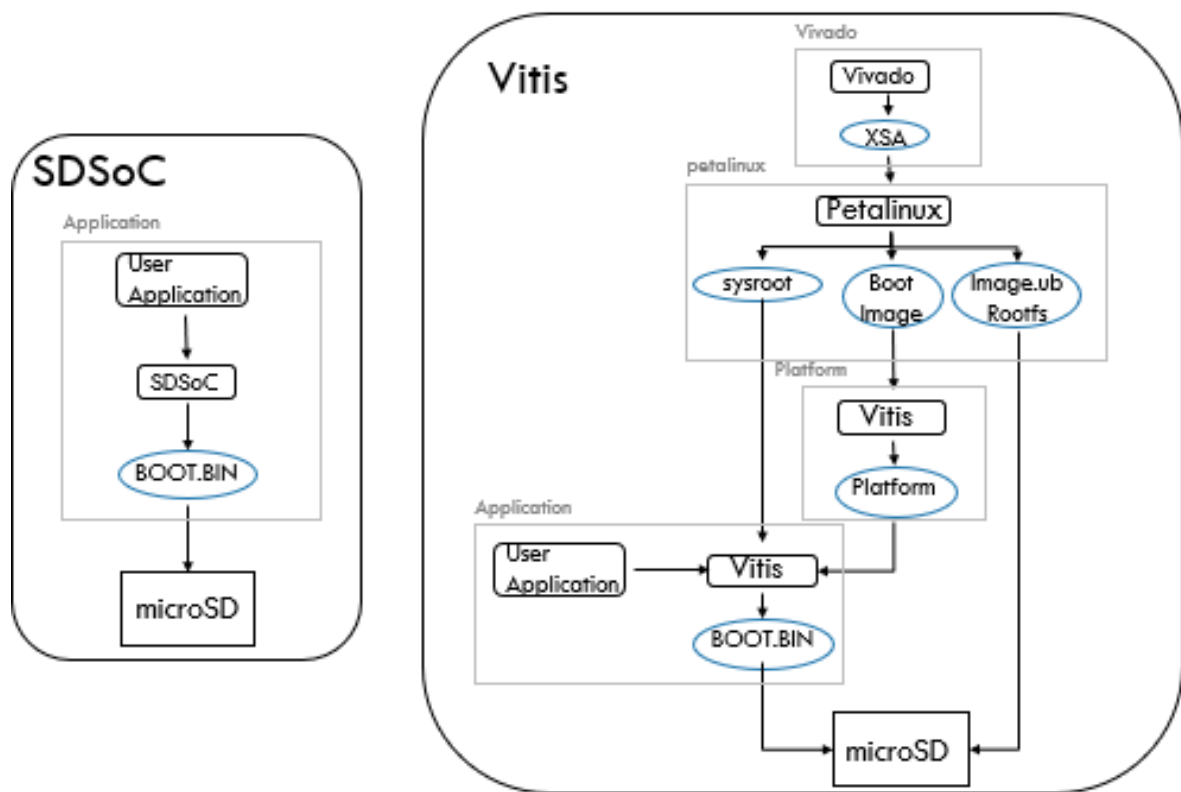 SDSoC
Application
User
Application
SDSoC
BOOT.BIN
microSD
Vitis
Vivado
Vivado
XSA
petalinux
Petalinux
sysroot
Boot
Image
Image.ub
Rootfs
Platform
Vitis
Platform
Application
User
Application
Vitis
BOOT.BIN
microSD